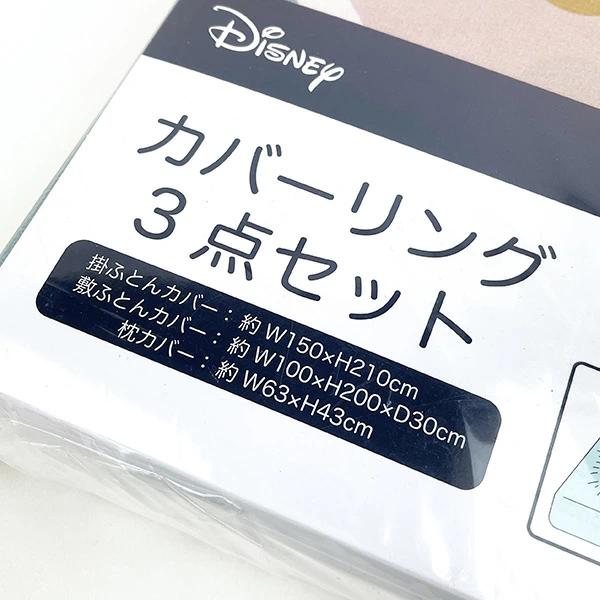 Disney
カバーリング
3点セット
掛ふとんカバー：約 W150×H210cm
敷ふとんカバー：約 W100×H200×D30cm
枕カバー：約 W63×H43cm